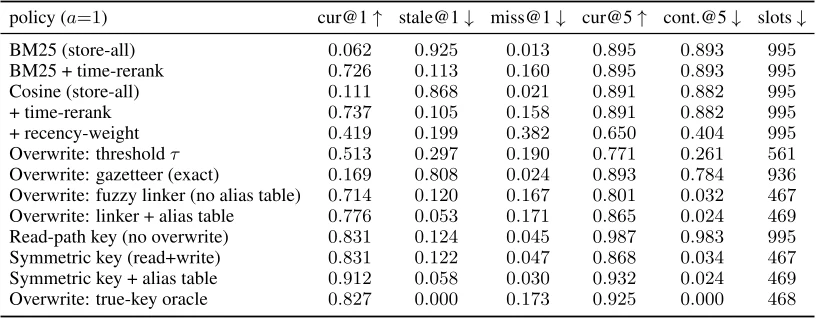 policy (a=1) cur@1 ↑ stale@1 ↓ miss@1 ↓ cur@5 ↑ cont.@5 ↓ slots ↓
BM25 (store-all) 0.062 0.925 0.013 0.895 0.893 995
BM25 + time-rerank 0.726 0.113 0.160 0.895 0.893 995
Cosine (store-all) 0.111 0.868 0.021 0.891 0.882 995
+ time-rerank 0.737 0.105 0.158 0.891 0.882 995
+ recency-weight 0.419 0.199 0.382 0.650 0.404 995
Overwrite: threshold τ 0.513 0.297 0.190 0.771 0.261 561
Overwrite: gazetteer (exact) 0.169 0.808 0.024 0.893 0.784 936
Overwrite: fuzzy linker (no alias table) 0.714 0.120 0.167 0.801 0.032 467
Overwrite: linker + alias table 0.776 0.053 0.171 0.865 0.024 469
Read-path key (no overwrite) 0.831 0.124 0.045 0.987 0.983 995
Symmetric key (read+write) 0.831 0.122 0.047 0.868 0.034 467
Symmetric key + alias table 0.912 0.058 0.030 0.932 0.024 469
Overwrite: true-key oracle 0.827 0.000 0.173 0.925 0.000 468